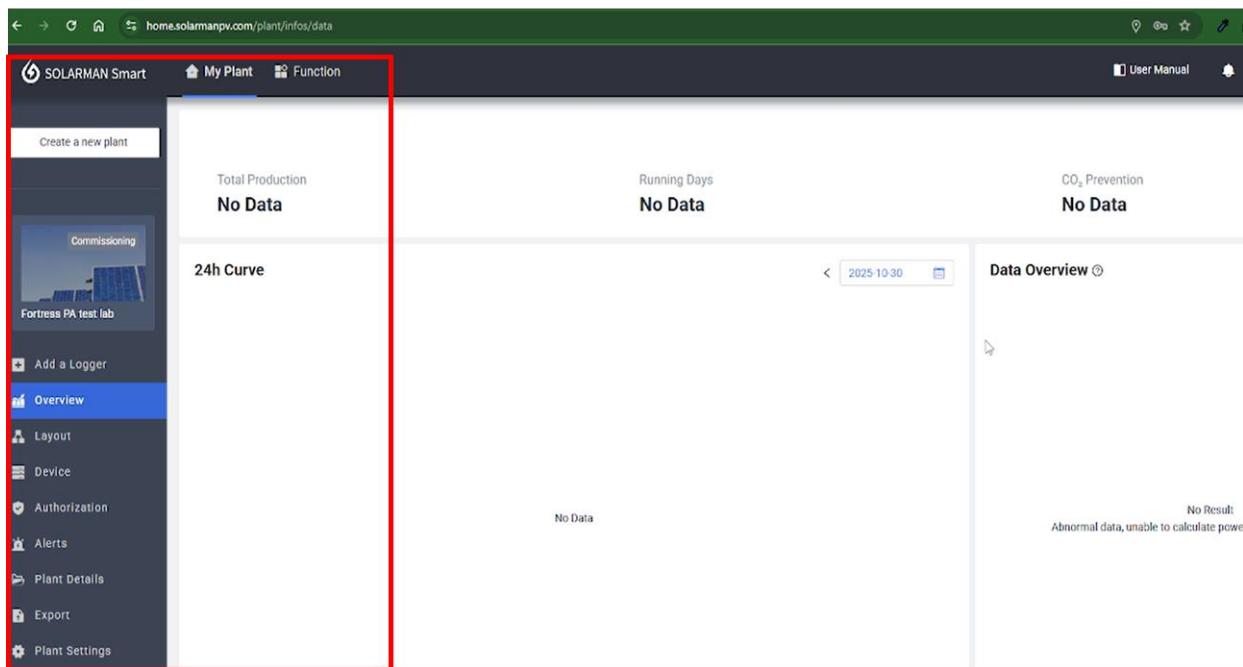 home.solarmanpv.com/plant/infos/data
SOLARMAN Smart
My Plant
Function
User Manual
Create a new plant
Commissioning
Fortress PA test lab
Add a Logger
Overview
Layout
Device
Authorization
Alerts
Plant Details
Export
Plant Settings
Total Production
No Data
Running Days
No Data
CO₂ Prevention
No Data
24h Curve
2025-10-30
No Data
Data Overview
No Result
Abnormal data, unable to calculate powe